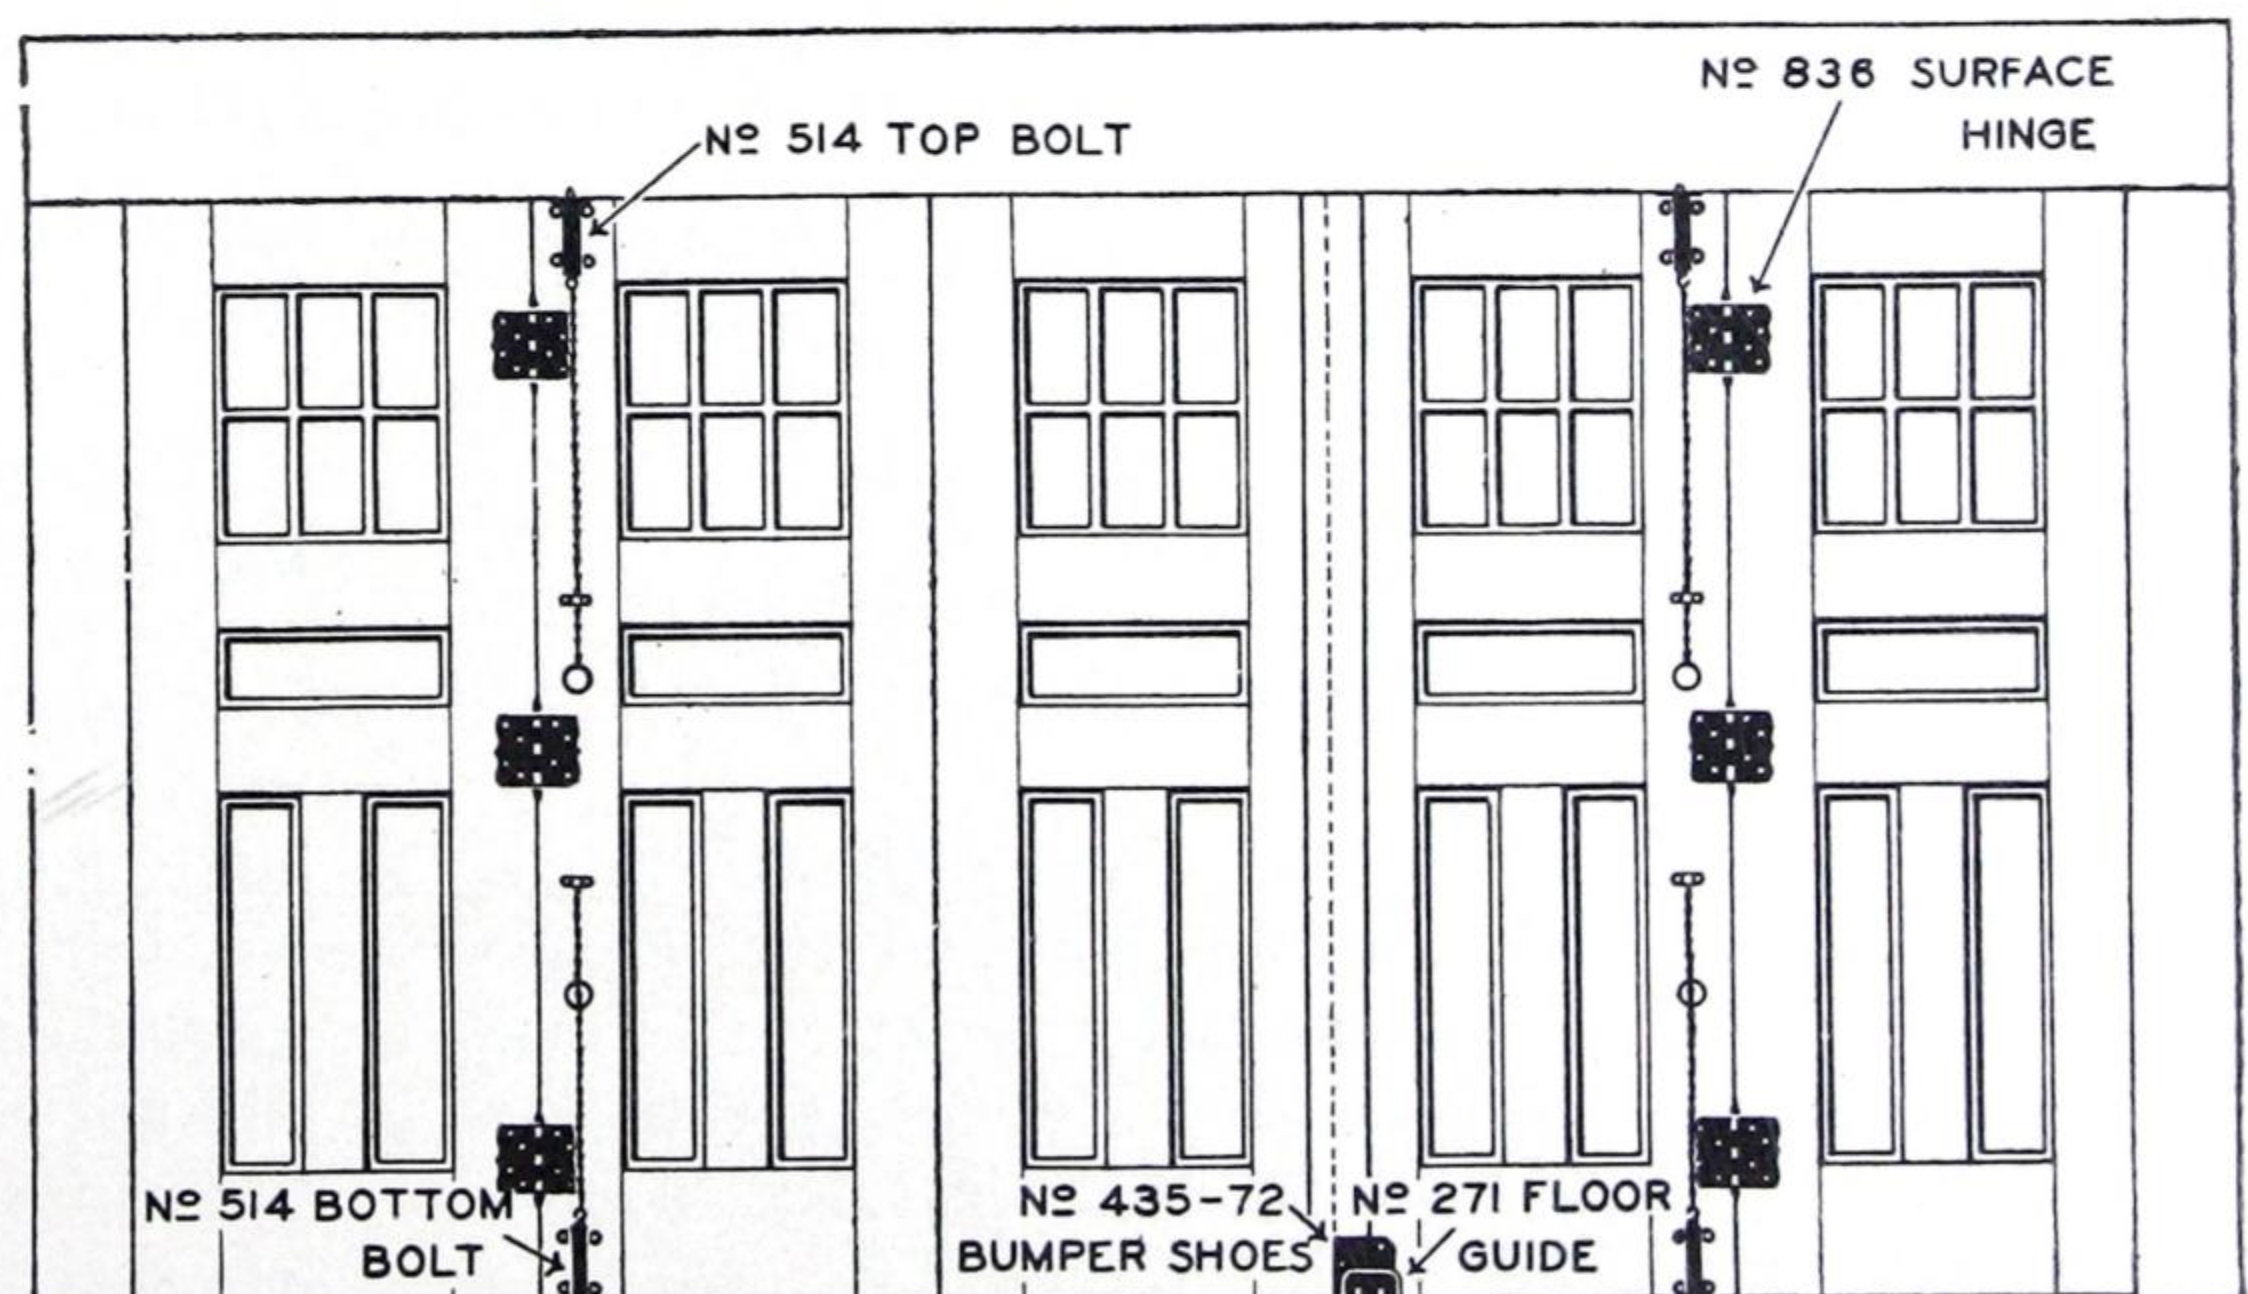 Nº 836 SURFACE
HINGE
Nº 514 TOP BOLT
Nº 514 BOTTOM
BOLT
Nº 435-72
BUMPER SHOES
Nº 271 FLOOR
GUIDE